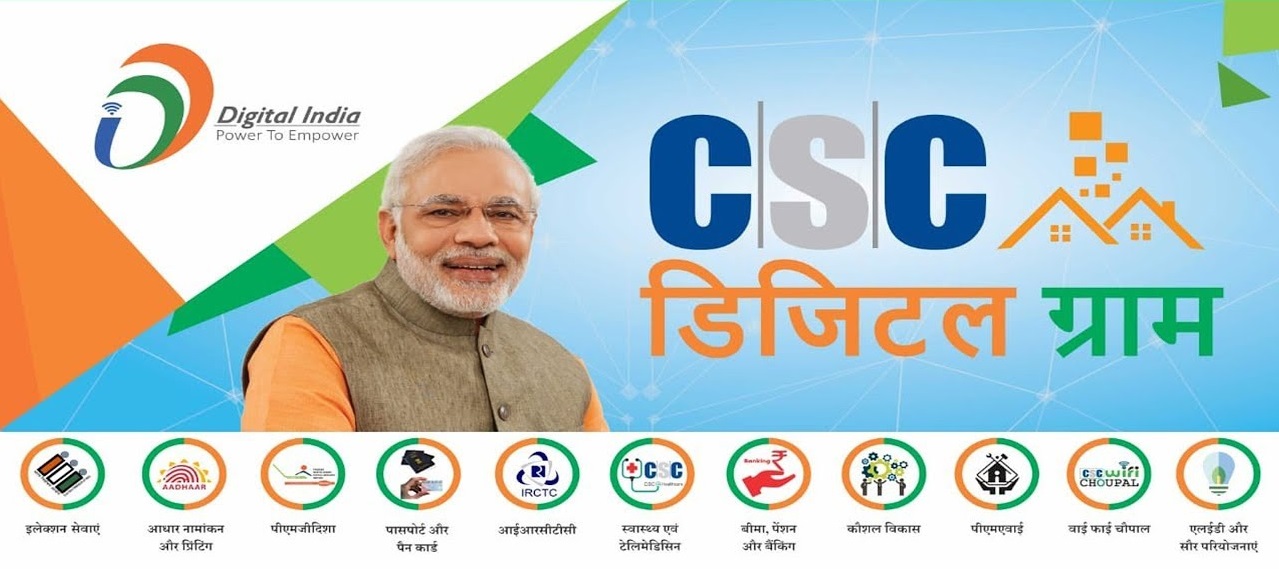 Digital India
Power To Empower
CSC
डिजिटल ग्राम
AADHAAR
IRCTC
CSC
Banking ₹
CSC wifi
CHOUPAL
इलेक्शन सेवाएं
आधार नामांकन
और प्रिटिंग
पीएमजीदिशा
पासपोर्ट और
पैन कार्ड
आईआरसीटीसी
स्वास्थ्य एवं
टेलिमेडिसिन
बीमा, पेंशन
और बैंकिंग
कौशल विकास
पीएमएवाई
वाई फाई चौपाल
एलईडी और
सौर परियोजनाएं